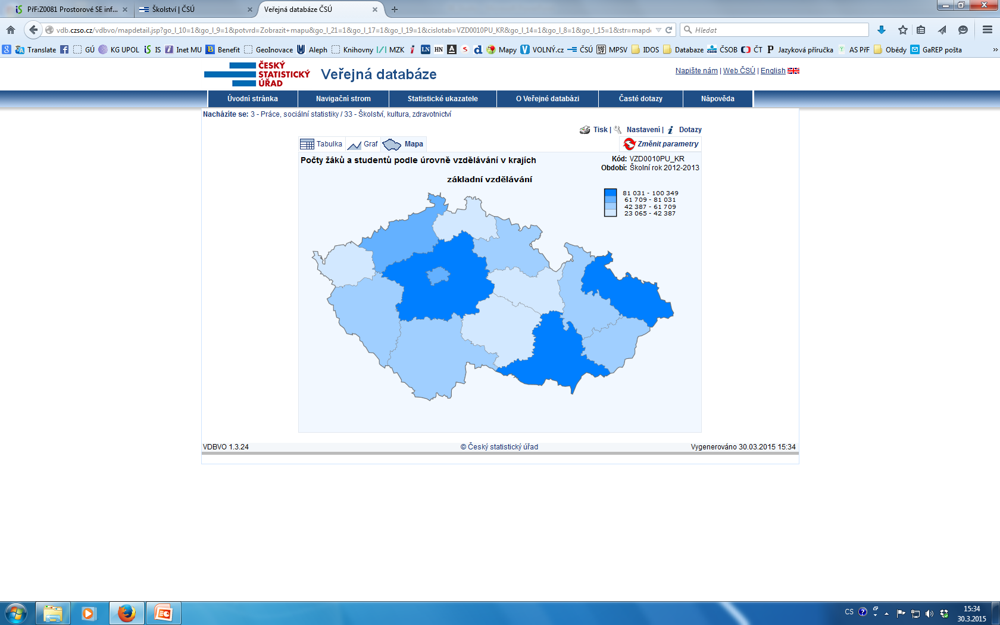 PřF:Z0081 Prostorové SE inf...
Školství | ČSÚ
Veřejná databáze ČSÚ
vdb.czso.cz/vdbvo/mapdetail.jsp?go_l_10=1&go_l_9=1&potvrd=Zobrazit+mapu&go_l_21=1&go_l_17=1&go_l_19=1&cislotab=VZD0010PU_KR&go_l_14=1&go_l_8=1&go_l_15=1&str=mapd
Hledat
Translate GÚ KG UPOL IS Inet MU Benefit GeoInovace Aleph Knihovny MZK LN HN Mapy VOLNÝ.cz ČSÚ MPSV IDOS Databaze ČSOB ČT Jazyková příručka AS PřF Obědy GaREP pošta »
ČESKÝ
STATISTICKÝ
ÚŘAD
Veřejná databáze
Napište nám | Web ČSÚ | English
Úvodní stránka Navigační strom Statistické ukazatele O Veřejné databázi Časté dotazy Nápověda
Nacházíte se: 3 - Práce, sociální statistiky / 33 - Školství, kultura, zdravotnictví
Tisk | Nastavení | Dotazy
Tabulka Graf Mapa Změnit parametry
Počty žáků a studentů podle úrovně vzdělávání v krajích
Kód: VZD0010PU_KR
Období: Školní rok 2012-2013
základní vzdělávání
81 031 - 100 349
61 709 - 81 031
42 387 - 61 709
23 065 - 42 387
VDBVO 1.3.24 © Český statistický úřad Vygenerováno 30.03.2015 15:34
CS
15:34
30.3.2015